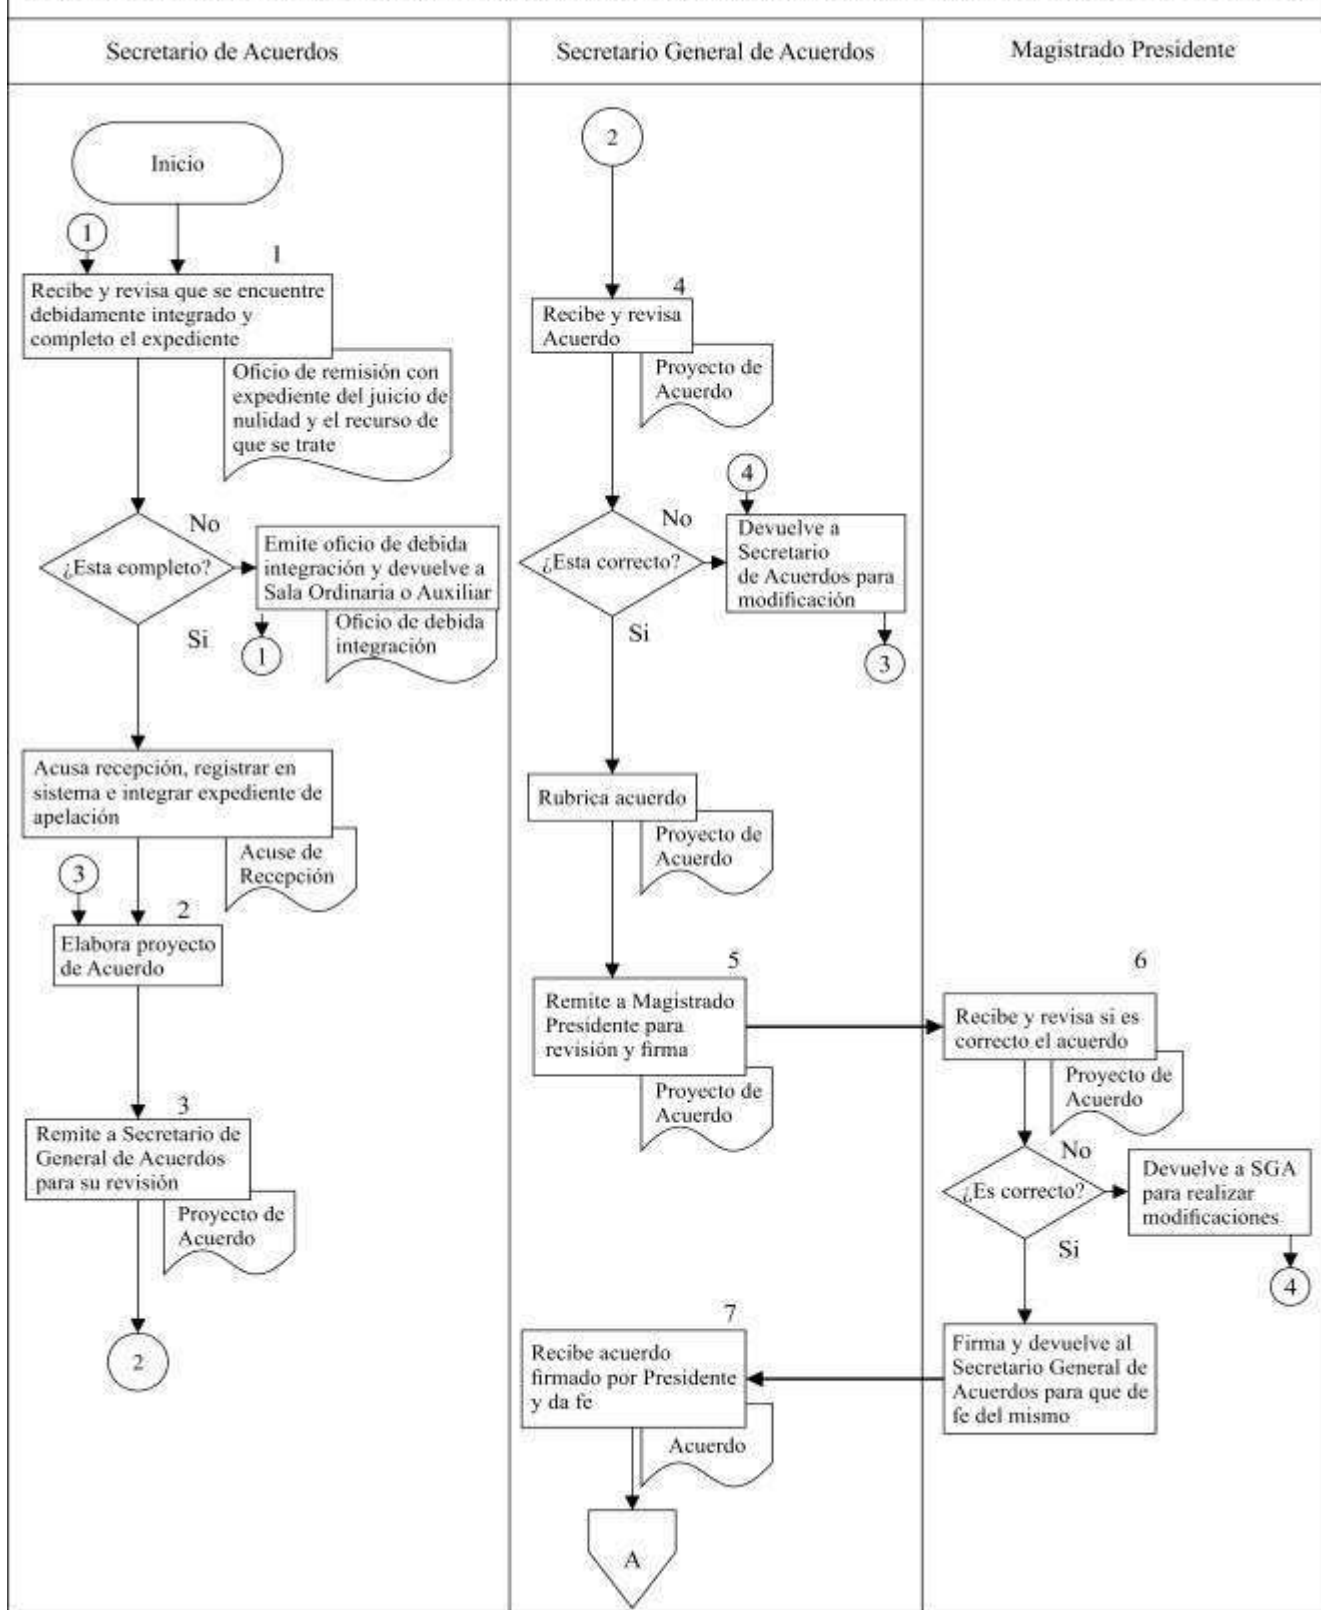 Secretario de Acuerdos
Secretario General de Acuerdos
Magistrado Presidente
Inicio
1
1
Recibe y revisa que se encuentre
debidamente integrado y
completo el expediente
Oficio de remisión con
expediente del juicio de
nulidad y el recurso de
que se trate
¿Esta completo?
No
Emite oficio de debida
integración y devuelve a
Sala Ordinaria o Auxiliar
Oficio de debida
integración
1
Si
Acusa recepción, registrar en
sistema e integrar expediente de
apelación
Acuse de
Recepción
3
2
Elabora proyecto
de Acuerdo
3
Remite a Secretario de
General de Acuerdos
para su revisión
Proyecto de
Acuerdo
2
2
4
Recibe y revisa
Acuerdo
Proyecto de
Acuerdo
¿Esta correcto?
No
4
Devuelve a
Secretario
de Acuerdos para
modificación
3
Si
Rubrica acuerdo
Proyecto de
Acuerdo
5
Remite a Magistrado
Presidente para
revisión y firma
Proyecto de
Acuerdo
6
Recibe y revisa si es
correcto el acuerdo
Proyecto de
Acuerdo
¿Es correcto?
No
Devuelve a SGA
para realizar
modificaciones
4
Si
Firma y devuelve al
Secretario General de
Acuerdos para que de
fe del mismo
7
Recibe acuerdo
firmado por Presidente
y da fe
Acuerdo
A